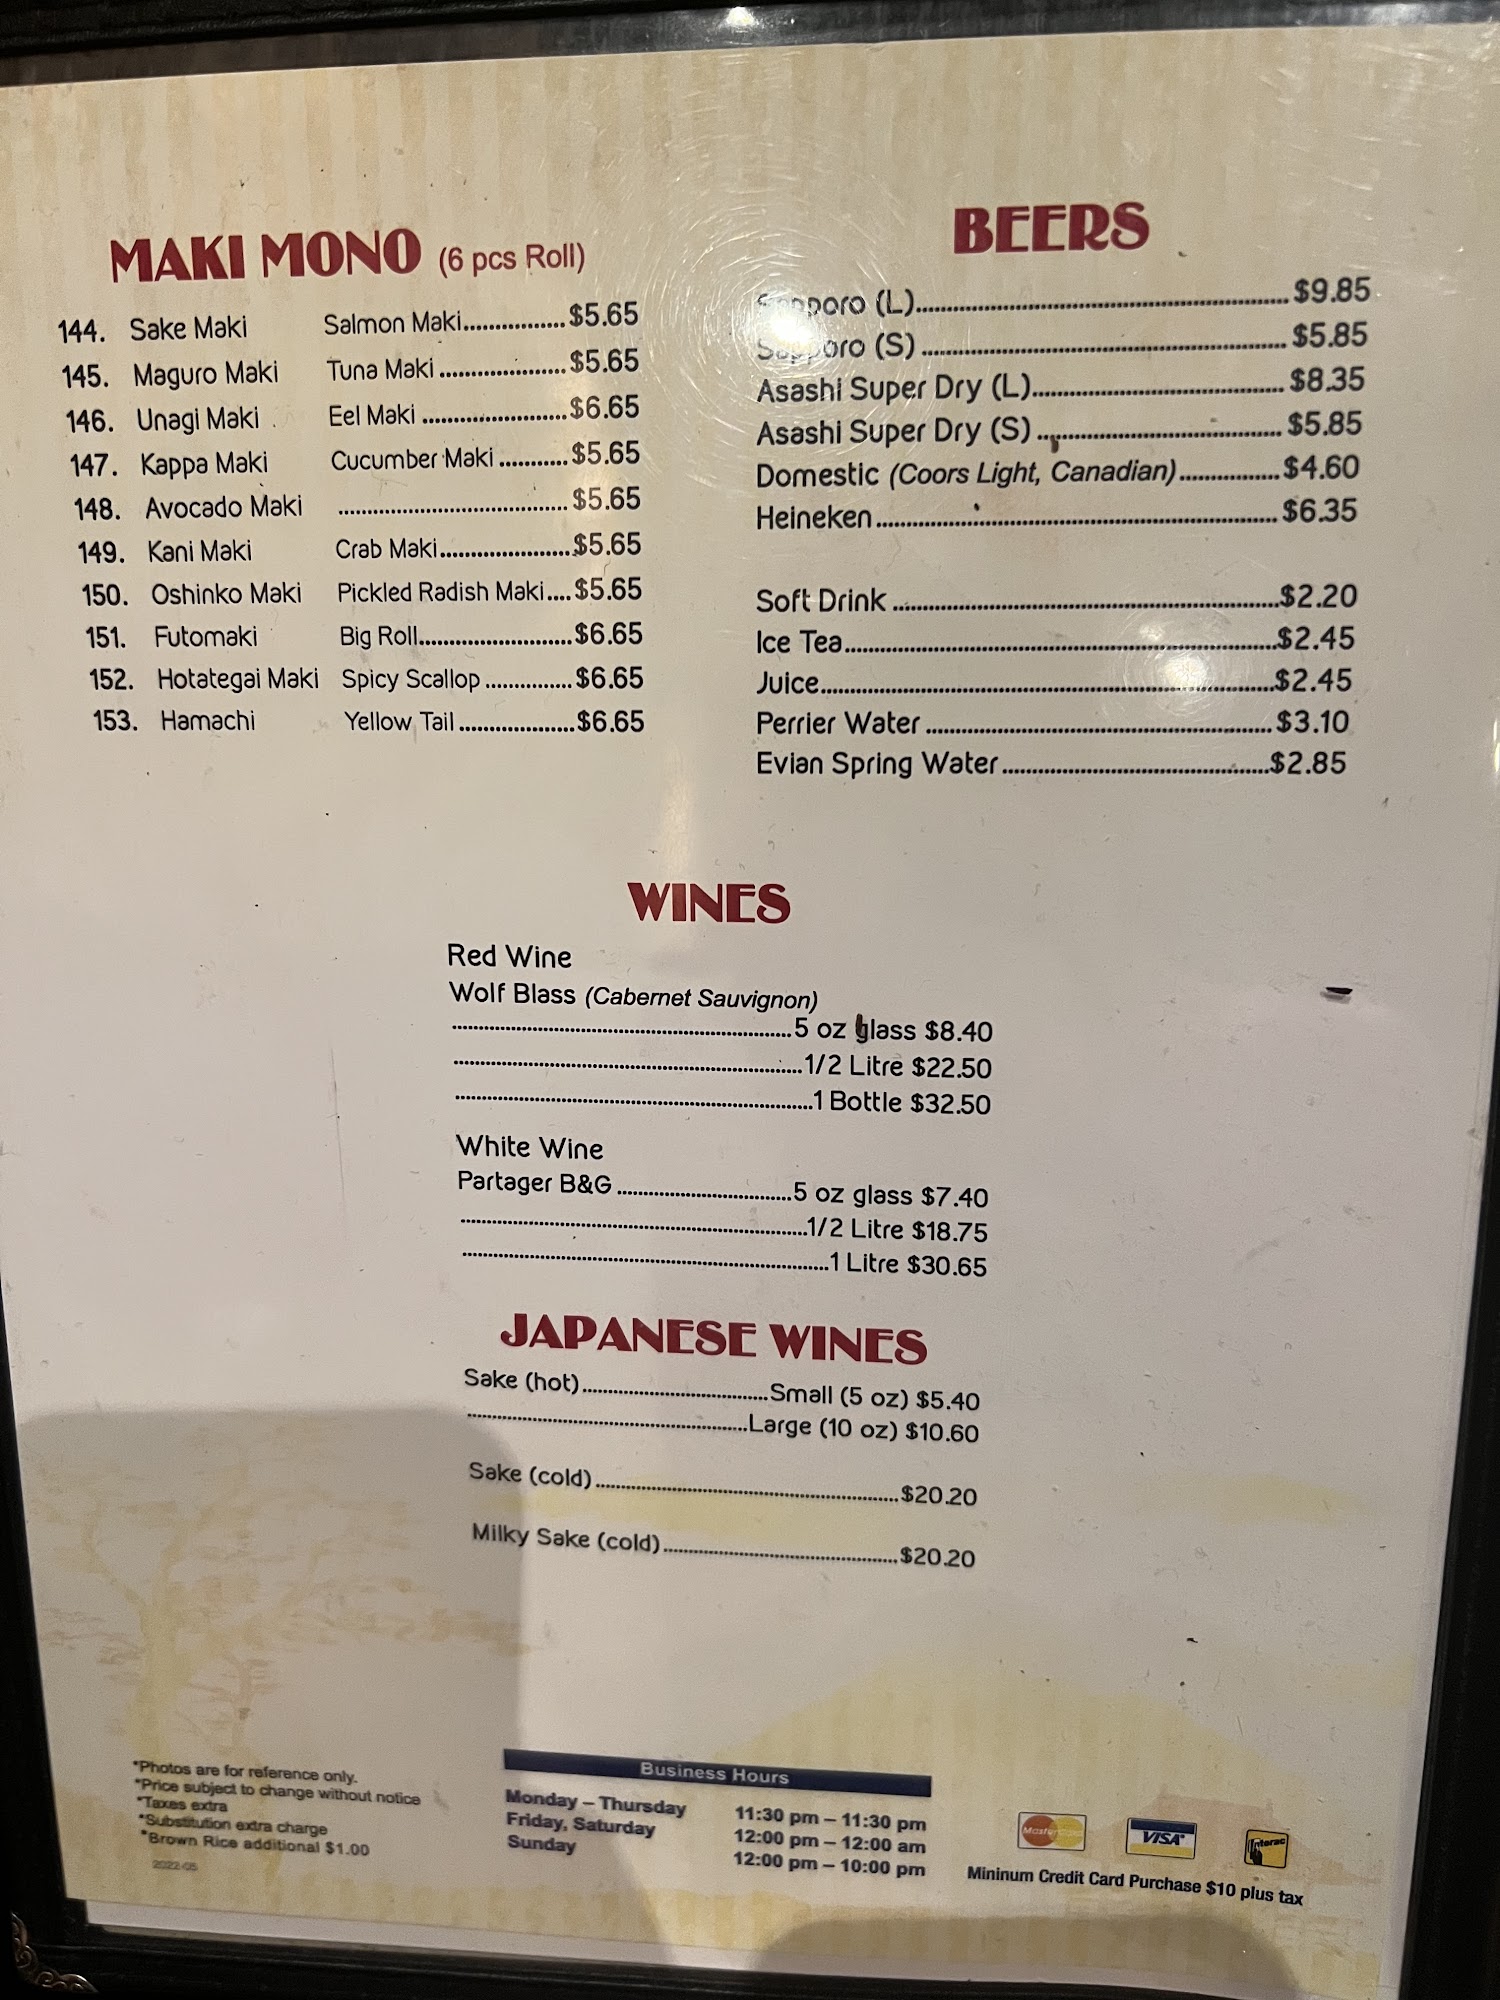 MAKI MONO (6 pcs Roll)
144. Sake Maki Salmon Maki................$5.65
145. Maguro Maki Tuna Maki....................$5.65
146. Unagi Maki Eel Maki.......................$6.65
147. Kappa Maki Cucumber Maki...........$5.65
148. Avocado Maki .....................................$5.65
149. Kani Maki Crab Maki.....................$5.65
150. Oshinko Maki Pickled Radish Maki....$5.65
151. Futomaki Big Roll.........................$6.65
152. Hotategai Maki Spicy Scallop..............$6.65
153. Hamachi Yellow Tail...................$6.65
BEERS
(L)..............................................................$9.85
Sapporo (S)..............................................................$5.85
Asashi Super Dry (L)..........................................$8.35
Asashi Super Dry (S)..........................................$5.85
Domestic (Coors Light, Canadian)................$4.60
Heineken...................................................................$6.35
Soft Drink................................................................$2.20
Ice Tea.......................................................................$2.45
Juice............................................................................$2.45
Perrier Water..........................................................$3.10
Evian Spring Water.............................................$2.85
WINES
Red Wine
Wolf Blass (Cabernet Sauvignon)
..............................................................5 oz glass $8.40
................................................................1/2 Litre $22.50
.................................................................1 Bottle $32.50
White Wine
Partager B&G................................5 oz glass $7.40
...............................................................1/2 Litre $18.75
...................................................................1 Litre $30.65
JAPANESE WINES
Sake (hot)..................................Small (5 oz) $5.40
...................................................Large (10 oz) $10.60
Sake (cold).......................................................$20.20
Milky Sake (cold)..........................................$20.20
*Photos are for reference only.
*Price subject to change without notice
*Taxes extra
*Substitution extra charge
*Brown Rice additional $1.00
2022-05
Business Hours
Monday – Thursday 11:30 pm – 11:30 pm
Friday, Saturday 12:00 pm – 12:00 am
Sunday 12:00 pm – 10:00 pm
MasterCard VISA Interac
Mininum Credit Card Purchase $10 plus tax